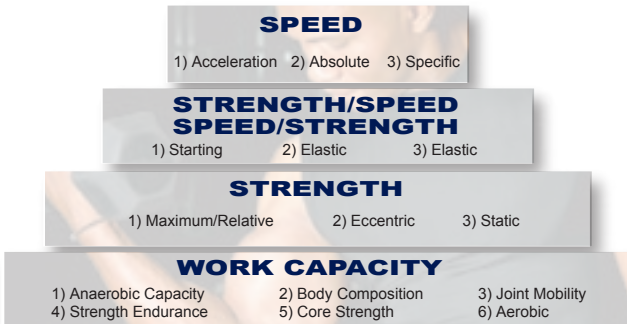 SPEED
1) Acceleration 2) Absolute 3) Specific
STRENGTH/SPEED
SPEED/STRENGTH
1) Starting 2) Elastic 3) Elastic
STRENGTH
1) Maximum/Relative 2) Eccentric 3) Static
WORK CAPACITY
1) Anaerobic Capacity 2) Body Composition 3) Joint Mobility
4) Strength Endurance 5) Core Strength 6) Aerobic